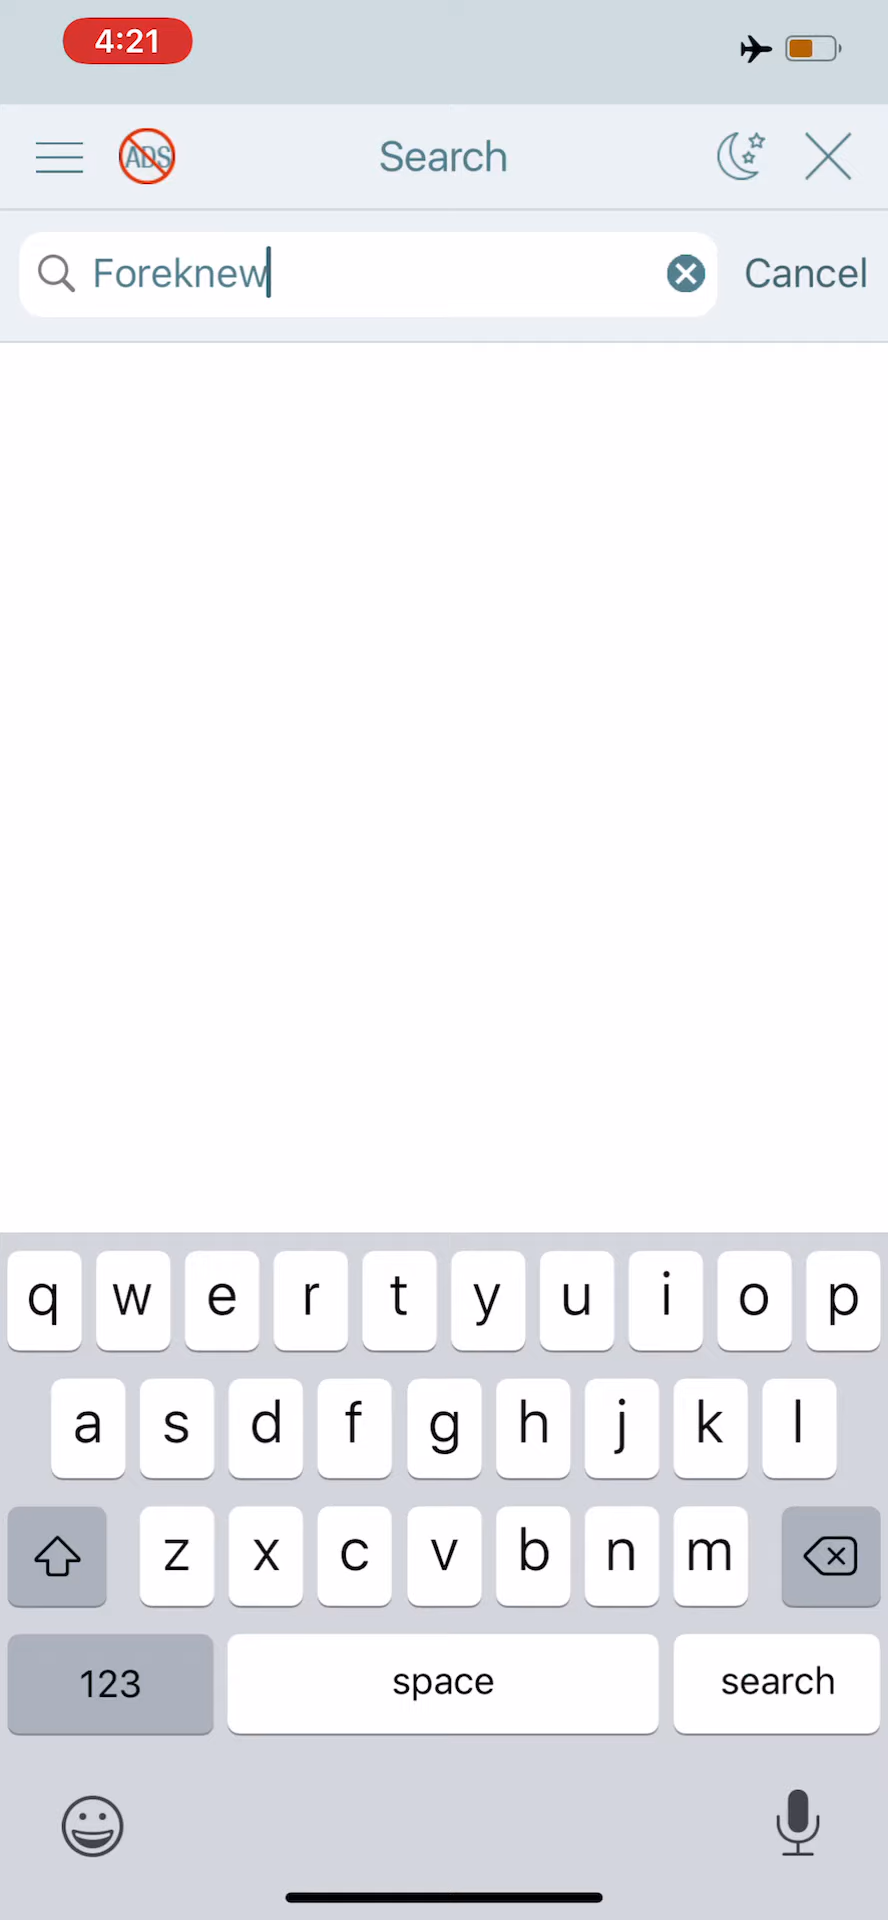 4:21
ADS
Search
Foreknew
Cancel
q w e r t y u i o p
a s d f g h j k l
z x c v b n m
123 space search